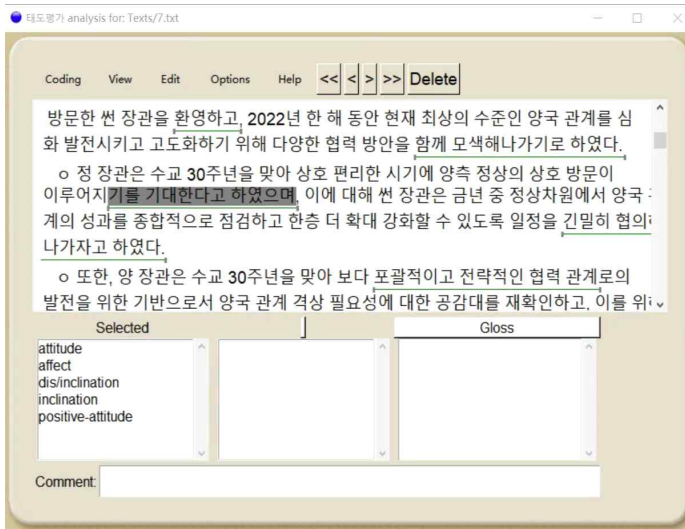 태도평가 analysis for: Texts/7.txt
Coding View Edit Options Help << < > >> Delete
방문한 썬 장관을 환영하고, 2022년 한 해 동안 현재 최상의 수준인 양국 관계를 심
화 발전시키고 고도화하기 위해 다양한 협력 방안을 함께 모색해나가기로 하였다.
ㅇ 정 장관은 수교 30주년을 맞아 상호 편리한 시기에 양측 정상의 상호 방문이
이루어지기를 기대한다고 하였으며, 이에 대해 썬 장관은 금년 중 정상차원에서 양국
계의 성과를 종합적으로 점검하고 한층 더 확대 강화할 수 있도록 일정을 긴밀히 협의
나가자고 하였다.
ㅇ 또한, 양 장관은 수교 30주년을 맞아 보다 포괄적이고 전략적인 협력 관계로의
발전을 위한 기반으로서 양국 관계 격상 필요성에 대한 공감대를 재확인하고, 이를
Selected Gloss
attitude
affect
dis/inclination
inclination
positive-attitude
Comment: